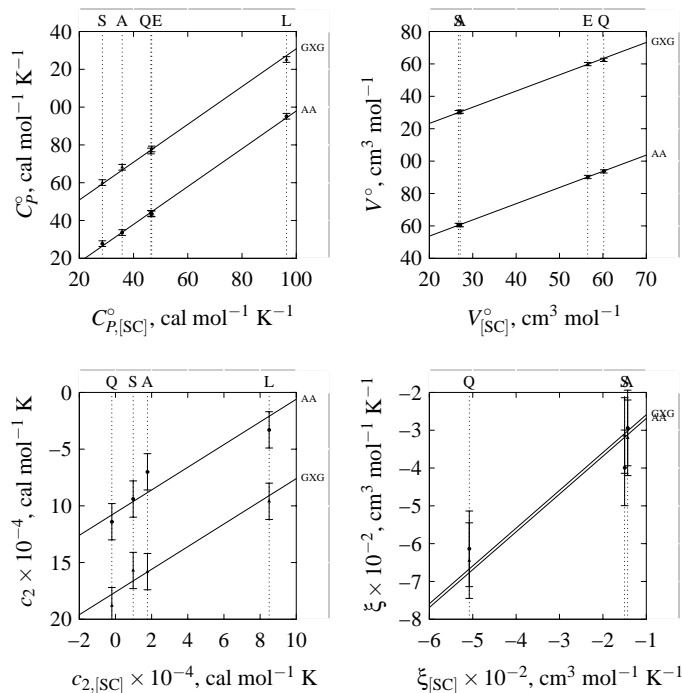 S A Q E L
40
20
00
80
60
40
20
GXG
AA
20 40 60 80 100
C°P, cal mol−1 K−1
C°P,[SC], cal mol−1 K−1
S A E Q
80
60
20
00
80
60
40
GXG
AA
20 30 40 50 60 70
V°, cm3 mol−1
V°[SC], cm3 mol−1
Q S A L
0
−5
10
15
20
AA
GXG
−2 0 2 4 6 8 10
c2 × 10−4, cal mol−1 K
c2,[SC] × 10−4, cal mol−1 K
Q S A
−2
−3
−4
−5
−6
−7
−8
GXG
AA
−6 −5 −4 −3 −2 −1
ξ × 10−2, cm3 mol−1 K−1
ξ[SC] × 10−2, cm3 mol−1 K−1